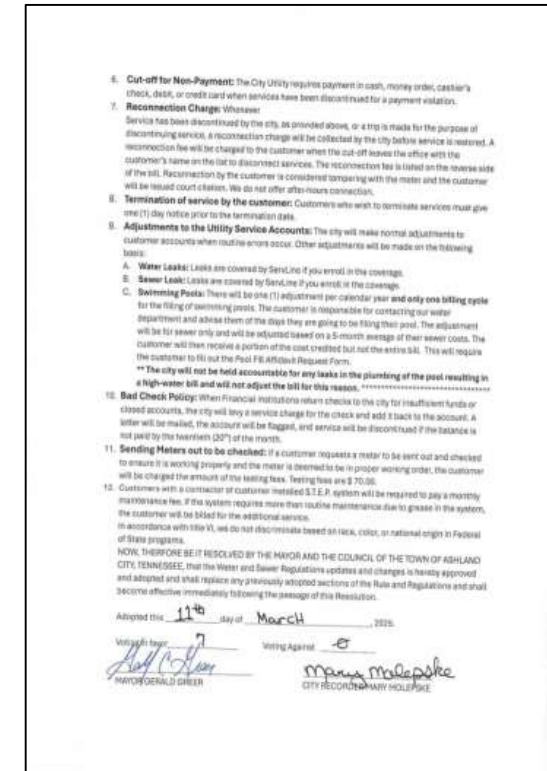 6. Cut-off for Non-Payment: The City Utility requires payment in cash, money order, cashier's
check, debit, or credit card when services have been discontinued for a payment violation.
7. Reconnection Charge: Whenever
Service has been discontinued by the city, as provided above, or a trip is made for the purpose of
discontinuing service, a reconnection charge will be collected by the city before service is restored. A
reconnection fee will be charged to the customer when the cut-off leaves the office with the
customer's name on the list to disconnect services. The reconnection fee is listed on the reverse side
of the bill. Reconnection by the customer is considered tampering with the meter and the customer
will be issued court citation. We do not offer after-hours connection.
8. Termination of service by the customer: Customers who wish to terminate services must give
one (1) day notice prior to the termination date.
9. Adjustments to the Utility Service Accounts: The city will make normal adjustments to
customer accounts when routine errors occur. Other adjustments will be made on the following
basis:
A. Water Leaks: Leaks are covered by ServLine if you enroll in the coverage.
B. Sewer Leak: Leaks are covered by ServLine if you enroll in the coverage.
C. Swimming Pools: There will be one (1) adjustment per calendar year and only one billing cycle
for the filling of swimming pools. The customer is responsible for contacting our water
department and advise them of the days they are going to be filling their pool. The adjustment
will be for sewer only and will be adjusted based on a 5-month average of their sewer costs. The
customer will then receive a portion of the cost credited but not the entire bill. This will require
the customer to fill out the Pool Fill Affidavit Request Form.
** The city will not be held accountable for any leaks in the plumbing of the pool resulting in
a high-water bill and will not adjust the bill for this reason. ****************************
10. Bad Check Policy: When Financial institutions return checks to the city for insufficient funds or
closed accounts, the city will levy a service charge for the check and add it back to the account. A
letter will be mailed, the account will be flagged, and service will be discontinued if the balance is
not paid by the twentieth (20th) of the month.
11. Sending Meters out to be checked: if a customer requests a meter to be sent out and checked
to ensure it is working properly and the meter is deemed to be in proper working order, the customer
will be charged the amount of the testing fees. Testing fees are $ 70.00.
12. Customers with a contractor or customer installed S.T.E.P. system will be required to pay a monthly
maintenance fee. If the system requires more than routine maintenance due to grease in the system,
the customer will be billed for the additional service.
In accordance with title VI, we do not discriminate based on race, color, or national origin in Federal
of State programs.
NOW, THERFORE BE IT RESOLVED BY THE MAYOR AND THE COUNCIL OF THE TOWN OF ASHLAND
CITY, TENNESSEE, that the Water and Sewer Regulations updates and changes is hereby approved
and adopted and shall replace any previously adopted sections of the Rule and Regulations and shall
become effective immediately following the passage of this Resolution.
Adopted this 11th day of March, 2025.
Voting in favor 7 Voting Against 0
MAYOR GERALD GREER
Mary Molepske
CITY RECORDER MARY MOLEPSKE